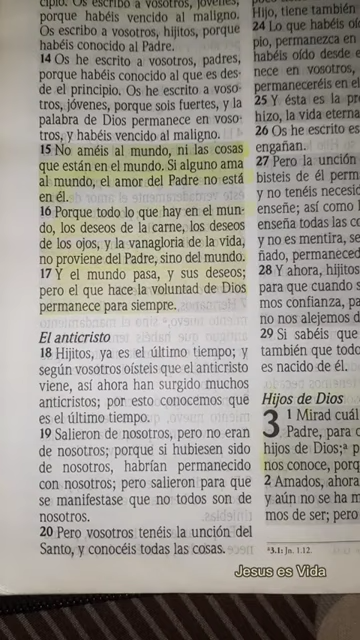 cipio. Os escribo a vosotros, jóvenes,
porque habéis vencido al maligno.
Os escribo a vosotros, hijitos, porque
habéis conocido al Padre.
14 Os he escrito a vosotros, padres,
porque habéis conocido al que es des-
de el principio. Os he escrito a voso-
tros, jóvenes, porque sois fuertes, y la
palabra de Dios permanece en voso-
tros, y habéis vencido al maligno.
15 No améis al mundo, ni las cosas
que están en el mundo. Si alguno ama
al mundo, el amor del Padre no está
en él.
16 Porque todo lo que hay en el mun-
do, los deseos de la carne, los deseos
de los ojos, y la vanagloria de la vida,
no proviene del Padre, sino del mundo.
17 Y el mundo pasa, y sus deseos;
pero el que hace la voluntad de Dios
permanece para siempre.
El anticristo
18 Hijitos, ya es el último tiempo; y
según vosotros oísteis que el anticristo
viene, así ahora han surgido muchos
anticristos; por esto conocemos que
es el último tiempo.
19 Salieron de nosotros, pero no eran
de nosotros; porque si hubiesen sido
de nosotros, habrían permanecido
con nosotros; pero salieron para que
se manifestase que no todos son de
nosotros.
20 Pero vosotros tenéis la unción del
Santo, y conocéis todas las cosas.
Hijo, tiene también
24 Lo que habéis oíd
pio, permanezca en
habéis oído desde e
nece en vosotros,
permaneceréis en el
25 Y ésta es la pr
hizo, la vida eterna
26 Os he escrito es
engañan.
27 Pero la unción
bisteis de él perm
y no tenéis necesid
enseñe; así como l
enseña todas las co
y no es mentira, se
ñado, permaneced
28 Y ahora, hijitos
para que cuando s
mos confianza, pa
no nos alejemos d
29 Si sabéis que
también que todo
es nacido de él.
Hijos de Dios
3 1 Mirad cuál
Padre, para q
hijos de Dios;ª p
nos conoce, porq
2 Amados, ahora
y aún no se ha m
mos de ser; pero
ª3.1: Jn. 1.12.
Jesus es Vida